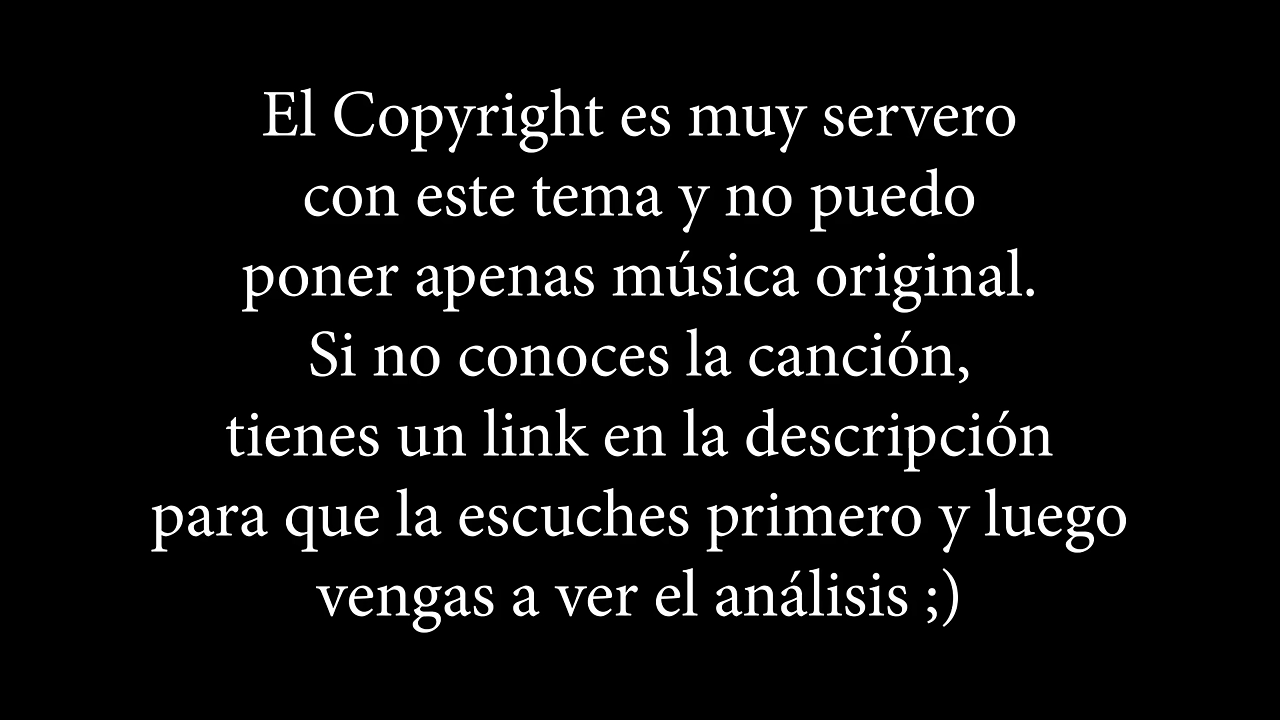 El Copyright es muy servero
con este tema y no puedo
poner apenas música original.
Si no conoces la canción,
tienes un link en la descripción
para que la escuches primero y luego
vengas a ver el análisis ;)